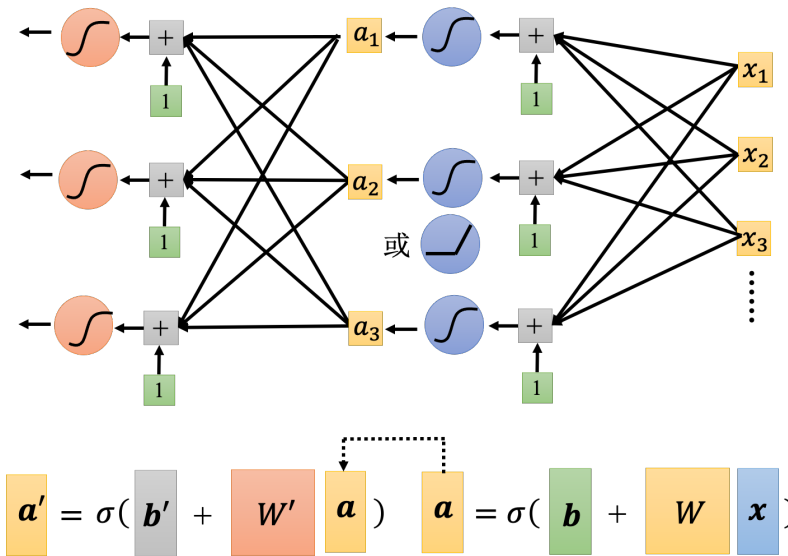 + a₁ + x₁
1 1
+ a₂ + x₂
1 或 1 x₃
+ a₃ + ......
1 1
a′ = σ( b′ + W′ a ) a = σ( b + W x )